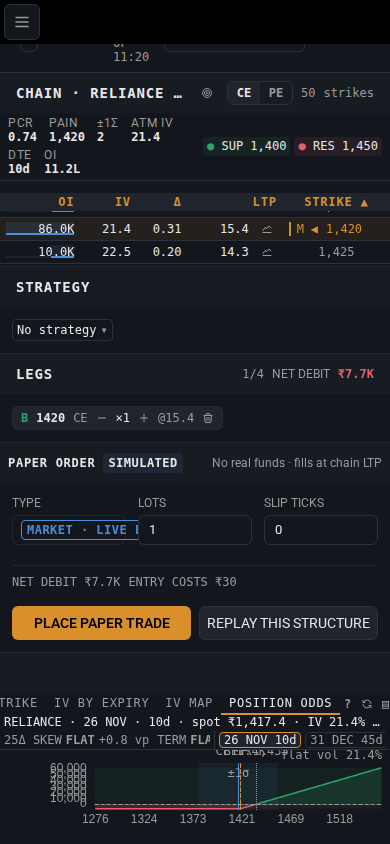 11:20
CHAIN · RELIANCE …
CE PE 50 strikes
PCR PAIN ±1Σ ATM IV
0.74 1,420 2 21.4
DTE OI
10d 11.2L
SUP 1,400 RES 1,450
OI IV Δ LTP STRIKE ▲
86.0K 21.4 0.31 15.4 M ◀ 1,420
10.0K 22.5 0.20 14.3 1,425
STRATEGY
No strategy ▾
LEGS 1/4 NET DEBIT ₹7.7K
B 1420 CE − ×1 + @15.4
PAPER ORDER SIMULATED No real funds · fills at chain LTP
TYPE LOTS SLIP TICKS
MARKET · LIVE 1 0
NET DEBIT ₹7.7K ENTRY COSTS ₹30
PLACE PAPER TRADE REPLAY THIS STRUCTURE
TRIKE IV BY EXPIRY IV MAP POSITION ODDS ?
RELIANCE · 26 NOV · 10d · spot ₹1,417.4 · IV 21.4% …
25Δ SKEW FLAT +0.8 vp TERM FLA 26 NOV 10d 31 DEC 45d
flat vol 21.4%
±1σ
60,000
50,000
40,000
30,000
20,000
10,000
0
1276 1324 1373 1421 1469 1518